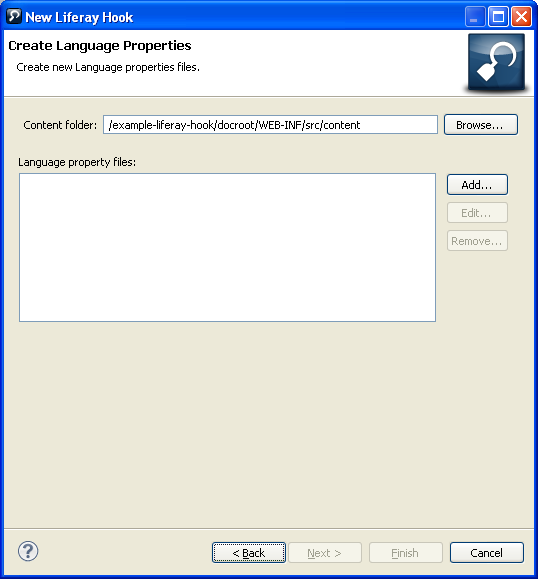 New Liferay Hook
Create Language Properties
Create new Language properties files.
Content folder: /example-liferay-hook/docroot/WEB-INF/src/content Browse...
Language property files:
Add...
Edit...
Remove...
? < Back Next > Finish Cancel